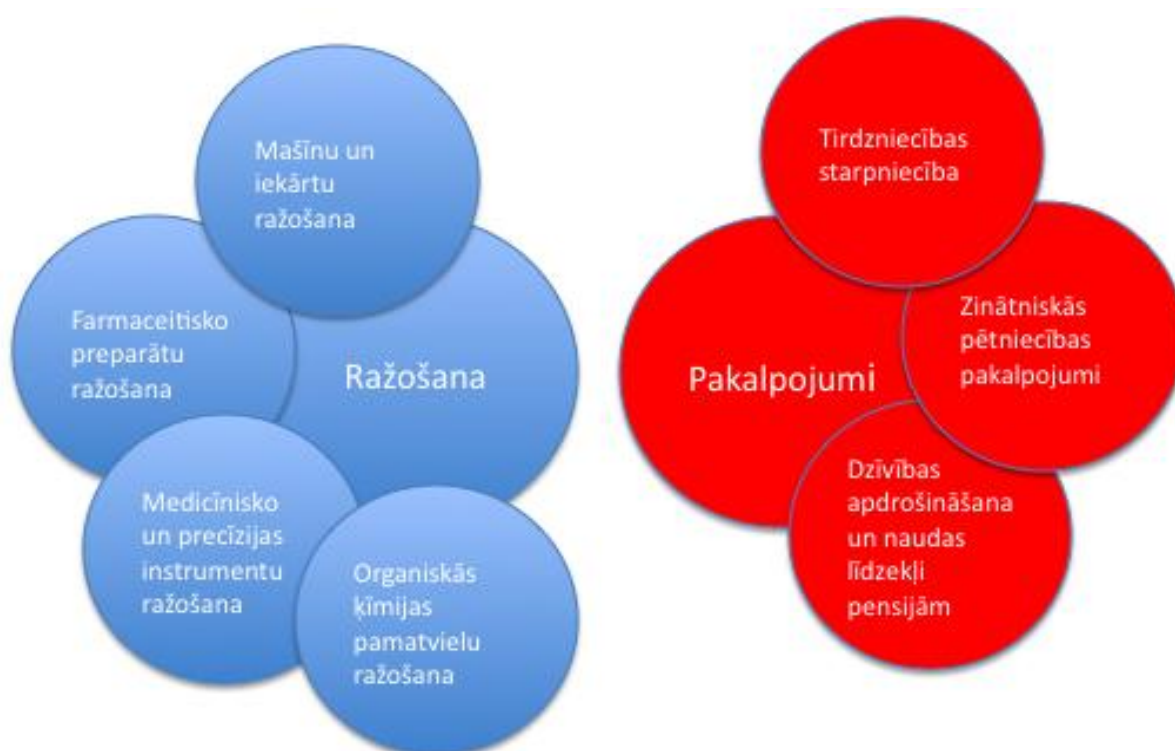 Mašīnu un
iekārtu
ražošana
Farmaceitisko
preparātu
ražošana
Ražošana
Medicīnisko
un precīzijas
instrumentu
ražošana
Organiskās
ķīmijas
pamatvielu
ražošana
Tirdzniecības
starpniecība
Zinātniskās
pētniecības
pakalpojumi
Pakalpojumi
Dzīvības
apdrošināšana
un naudas
līdzekļi
pensijām